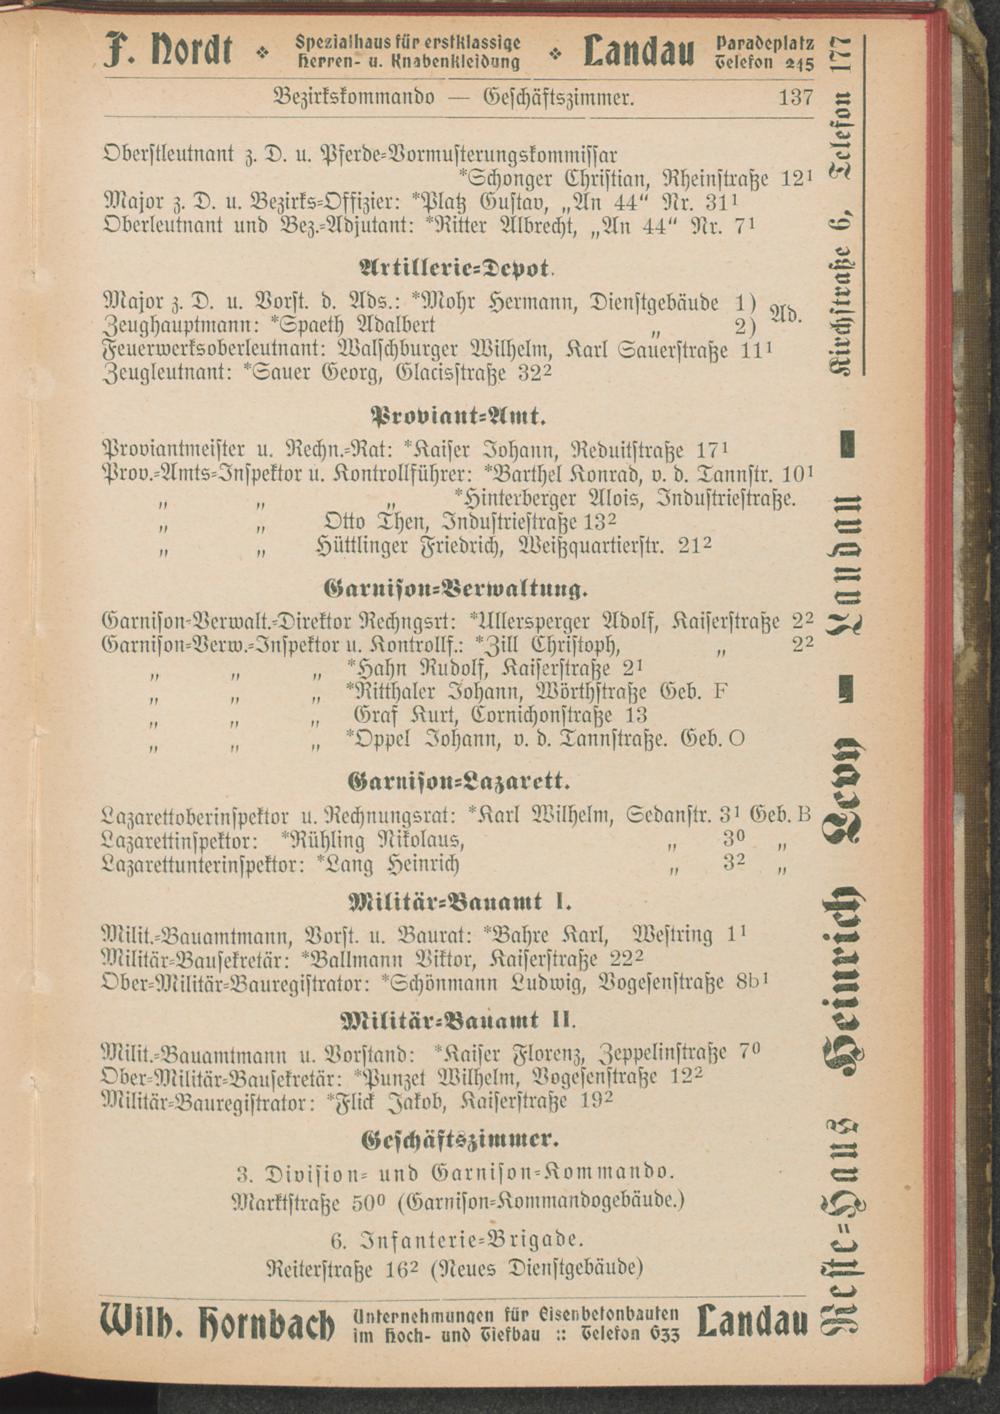 F. Nordt ❖ Spezialhaus für erstklassige Herren- u. Knabenkleidung ❖ Landau Paradeplatz Telefon 245
Bezirkskommando — Geschäftszimmer. 137
Oberstleutnant z. D. u. Pferde-Vormusterungskommissar
*Schonger Christian, Rheinstraße 12¹
Major z. D. u. Bezirks-Offizier: *Platz Gustav, „An 44“ Nr. 31¹
Oberleutnant und Bez.-Adjutant: *Ritter Albrecht, „An 44“ Nr. 7¹
Artillerie-Depot.
Major z. D. u. Vorst. d. Ads.: *Mohr Hermann, Dienstgebäude 1) Ad.
Zeughauptmann: *Spaeth Adalbert „ 2)
Feuerwerksoberleutnant: Walschburger Wilhelm, Karl Sauerstraße 11¹
Zeugleutnant: *Sauer Georg, Glacisstraße 32²
Proviant-Amt.
Proviantmeister u. Rechn.-Rat: *Kaiser Johann, Reduitstraße 17¹
Prov.-Amts-Inspektor u. Kontrollführer: *Barthel Konrad, v. d. Tannstr. 10¹
„ „ „ *Hinterberger Alois, Industriestraße.
„ „ Otto Then, Industriestraße 13²
„ „ Hüttlinger Friedrich, Weißquartierstr. 21²
Garnison-Verwaltung.
Garnison-Verwalt.-Direktor Rechngsrt: *Ullersperger Adolf, Kaiserstraße 2²
Garnison-Verw.-Inspektor u. Kontrollf.: *Zill Christoph, „ 2²
„ „ „ *Hahn Rudolf, Kaiserstraße 2¹
„ „ „ *Ritthaler Johann, Wörthstraße Geb. F
„ „ „ Graf Kurt, Cornichonstraße 13
„ „ „ *Oppel Johann, v. d. Tannstraße. Geb. O
Garnison-Lazarett.
Lazarettoberinspektor u. Rechnungsrat: *Karl Wilhelm, Sedanstr. 3¹ Geb. B
Lazarettinspektor: *Rühling Nikolaus, „ 3⁰ „
Lazarettunterinspektor: *Lang Heinrich „ 3² „
Militär-Bauamt I.
Milit.-Bauamtmann, Vorst. u. Baurat: *Bahre Karl, Westring 1¹
Militär-Bausekretär: *Ballmann Viktor, Kaiserstraße 22²
Ober-Militär-Bauregistrator: *Schönmann Ludwig, Vogesenstraße 8b¹
Militär-Bauamt II.
Milit.-Bauamtmann u. Vorstand: *Kaiser Florenz, Zeppelinstraße 7⁰
Ober-Militär-Bausekretär: *Punzet Wilhelm, Vogesenstraße 12²
Militär-Bauregistrator: *Flick Jakob, Kaiserstraße 19²
Geschäftszimmer.
3. Division- und Garnison-Kommando.
Marktstraße 50⁰ (Garnison-Kommandogebäude.)
6. Infanterie-Brigade.
Reiterstraße 16² (Neues Dienstgebäude)
Wilh. Hornbach Unternehmungen für Eisenbetonbauten im Hoch- und Tiefbau :: Telefon 633 Landau
Reste-Haus Heinrich Levy ▬ Landau ▬ Kirchstraße 6, Telefon 177